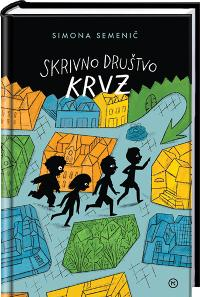 SIMONA SEMENIČ
SKRIVNO DRUŠTVO
KRVZ